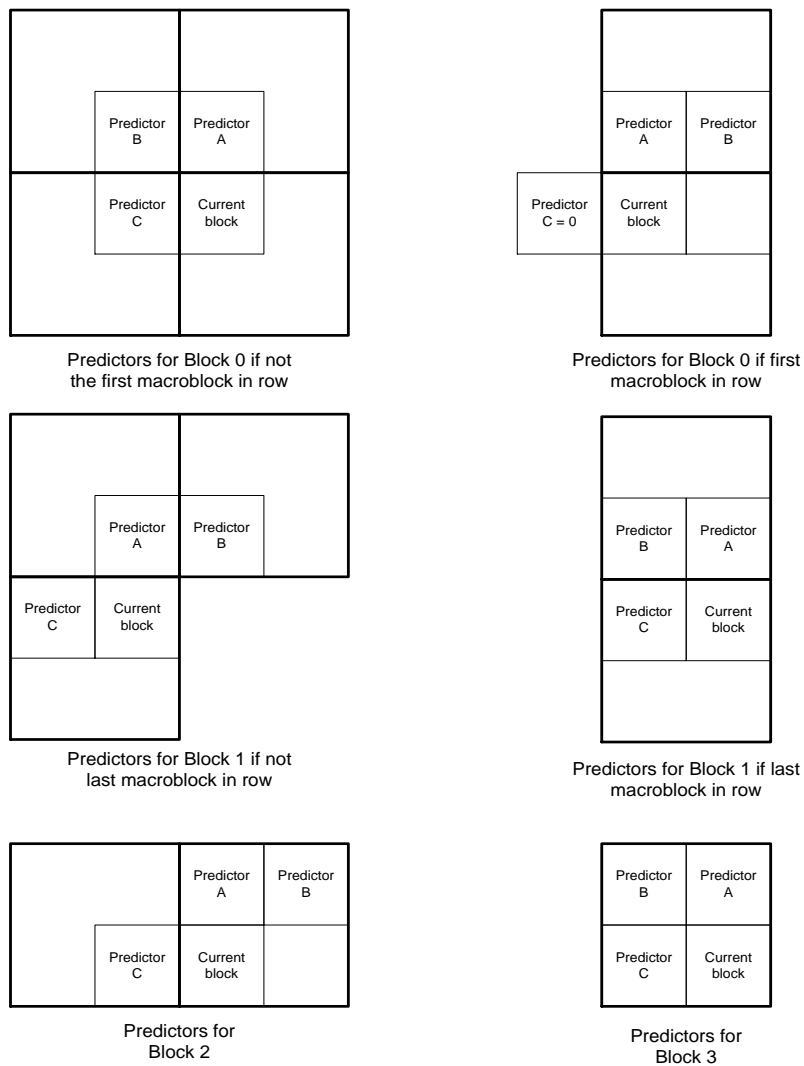 Predictor
B
Predictor
A
Predictor
C
Current
block
Predictors for Block 0 if not
the first macroblock in row
Predictor
A
Predictor
B
Predictor
C = 0
Current
block
Predictors for Block 0 if first
macroblock in row
Predictor
A
Predictor
B
Predictor
C
Current
block
Predictors for Block 1 if not
last macroblock in row
Predictor
B
Predictor
A
Predictor
C
Current
block
Predictors for Block 1 if last
macroblock in row
Predictor
A
Predictor
B
Predictor
C
Current
block
Predictors for
Block 2
Predictor
B
Predictor
A
Predictor
C
Current
block
Predictors for
Block 3